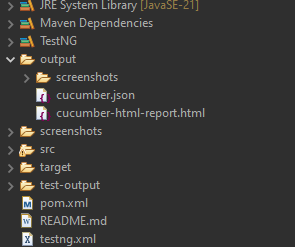 JRE System Library [JavaSE-21]
Maven Dependencies
TestNG
output
screenshots
cucumber.json
cucumber-html-report.html
screenshots
src
target
test-output
pom.xml
README.md
testng.xml